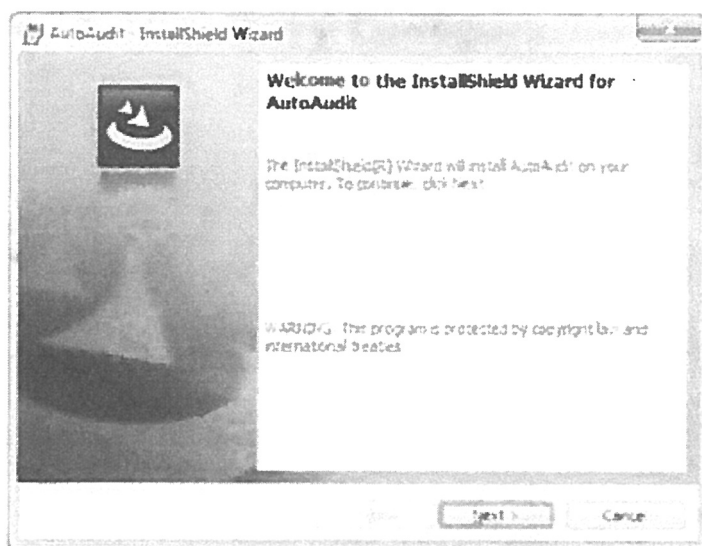 AutoAudit - InstallShield Wizard
Welcome to the InstallShield Wizard for
AutoAudit
The InstallShield(R) Wizard will install AutoAudit on your
computer. To continue, click Next.
WARNING: This program is protected by copyright law and
international treaties.
Next >
Cancel